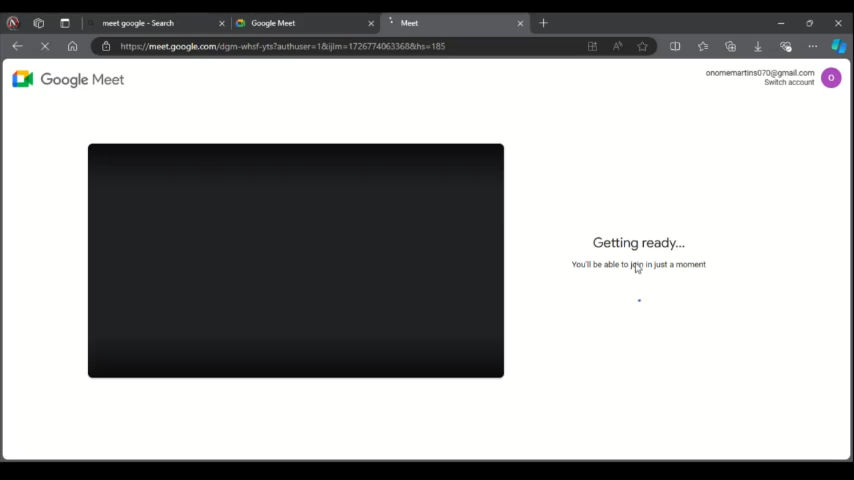 meet google - Search
Google Meet
Meet
https://meet.google.com/dgm-whsf-yts?authuser=1&ijlm=1726774063368&hs=185
Google Meet
onomemartins070@gmail.com
Switch account
O
Getting ready...
You'll be able to join in just a moment